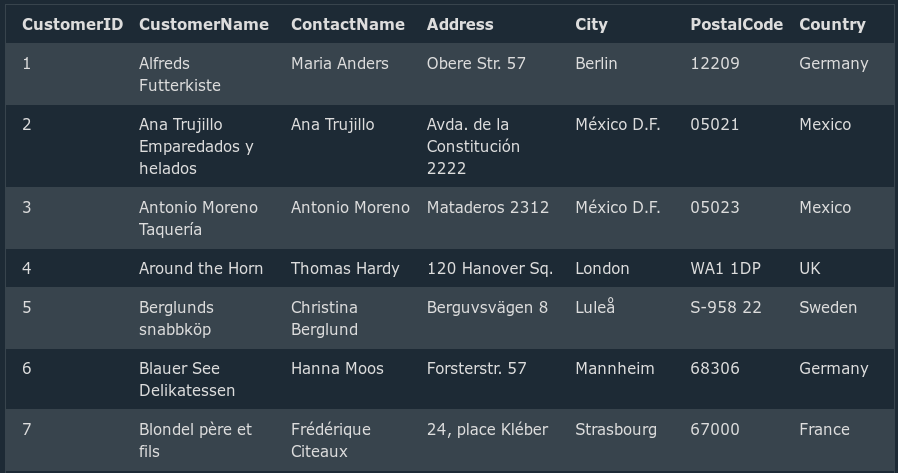 CustomerID CustomerName ContactName Address City PostalCode Country
1 Alfreds Maria Anders Obere Str. 57 Berlin 12209 Germany
Futterkiste
2 Ana Trujillo Ana Trujillo Avda. de la México D.F. 05021 Mexico
Emparedados y Constitución
helados 2222
3 Antonio Moreno Antonio Moreno Mataderos 2312 México D.F. 05023 Mexico
Taquería
4 Around the Horn Thomas Hardy 120 Hanover Sq. London WA1 1DP UK
5 Berglunds Christina Berguvsvägen 8 Luleå S-958 22 Sweden
snabbköp Berglund
6 Blauer See Hanna Moos Forsterstr. 57 Mannheim 68306 Germany
Delikatessen
7 Blondel père et Frédérique 24, place Kléber Strasbourg 67000 France
fils Citeaux